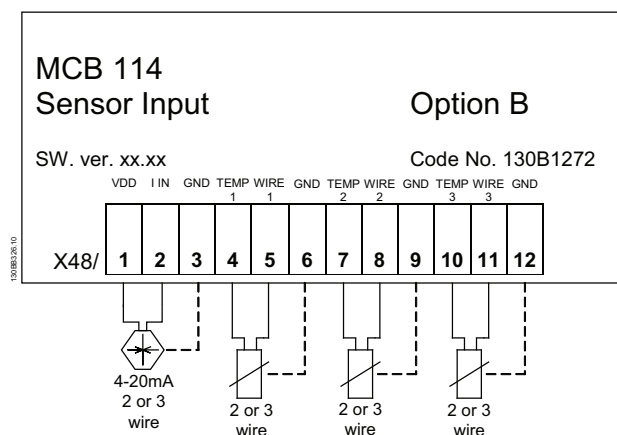 MCB 114
Sensor Input Option B
SW. ver. xx.xx Code No. 130B1272
VDD I IN GND TEMP WIRE GND TEMP WIRE GND TEMP WIRE GND
1 1 2 2 3 3
X48/ 1 2 3 4 5 6 7 8 9 10 11 12
130BB326.10
4-20mA
2 or 3
wire
2 or 3
wire
2 or 3
wire
2 or 3
wire